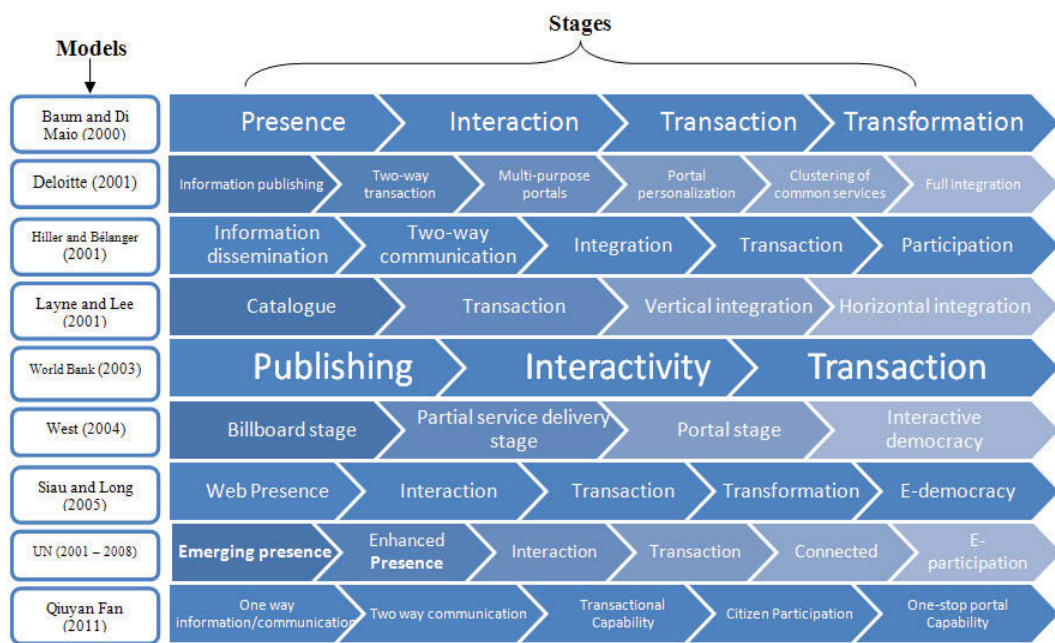 Stages
Models
Baum and Di
Maio (2000)
Presence
Interaction
Transaction
Transformation
Deloitte (2001)
Information publishing
Two-way
transaction
Multi-purpose
portals
Portal
personalization
Clustering of
common services
Full integration
Hiller and Bélanger
(2001)
Information
dissemination
Two-way
communication
Integration
Transaction
Participation
Layne and Lee
(2001)
Catalogue
Transaction
Vertical integration
Horizontal integration
World Bank (2003)
Publishing
Interactivity
Transaction
West (2004)
Billboard stage
Partial service delivery
stage
Portal stage
Interactive
democracy
Siau and Long
(2005)
Web Presence
Interaction
Transaction
Transformation
E-democracy
UN (2001 – 2008)
Emerging presence
Enhanced
Presence
Interaction
Transaction
Connected
E-
participation
Qiuyan Fan
(2011)
One way
information/communication
Two way communication
Transactional
Capability
Citizen Participation
One-stop portal
Capability